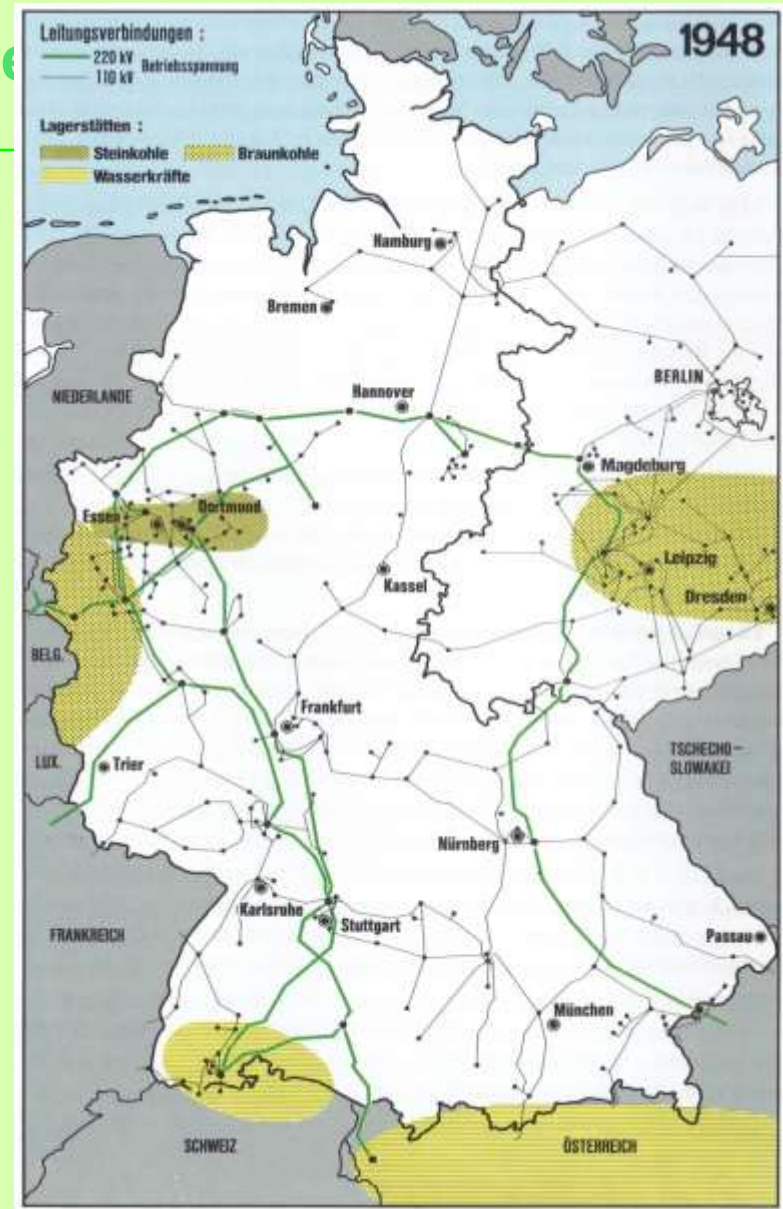 e
Leitungsverbindungen :
220 kV
110 kV
Betriebsspannung
Lagerstätten :
Steinkohle
Braunkohle
Wasserkräfte
1948
Hamburg
Bremen
NIEDERLANDE
Hannover
BERLIN
Magdeburg
Essen
Dortmund
Leipzig
Kassel
Dresden
BELG.
Frankfurt
LUX.
Trier
TSCHECHO-
SLOWAKEI
Nürnberg
Karlsruhe
Stuttgart
FRANKREICH
Passau
München
SCHWEIZ
ÖSTERREICH